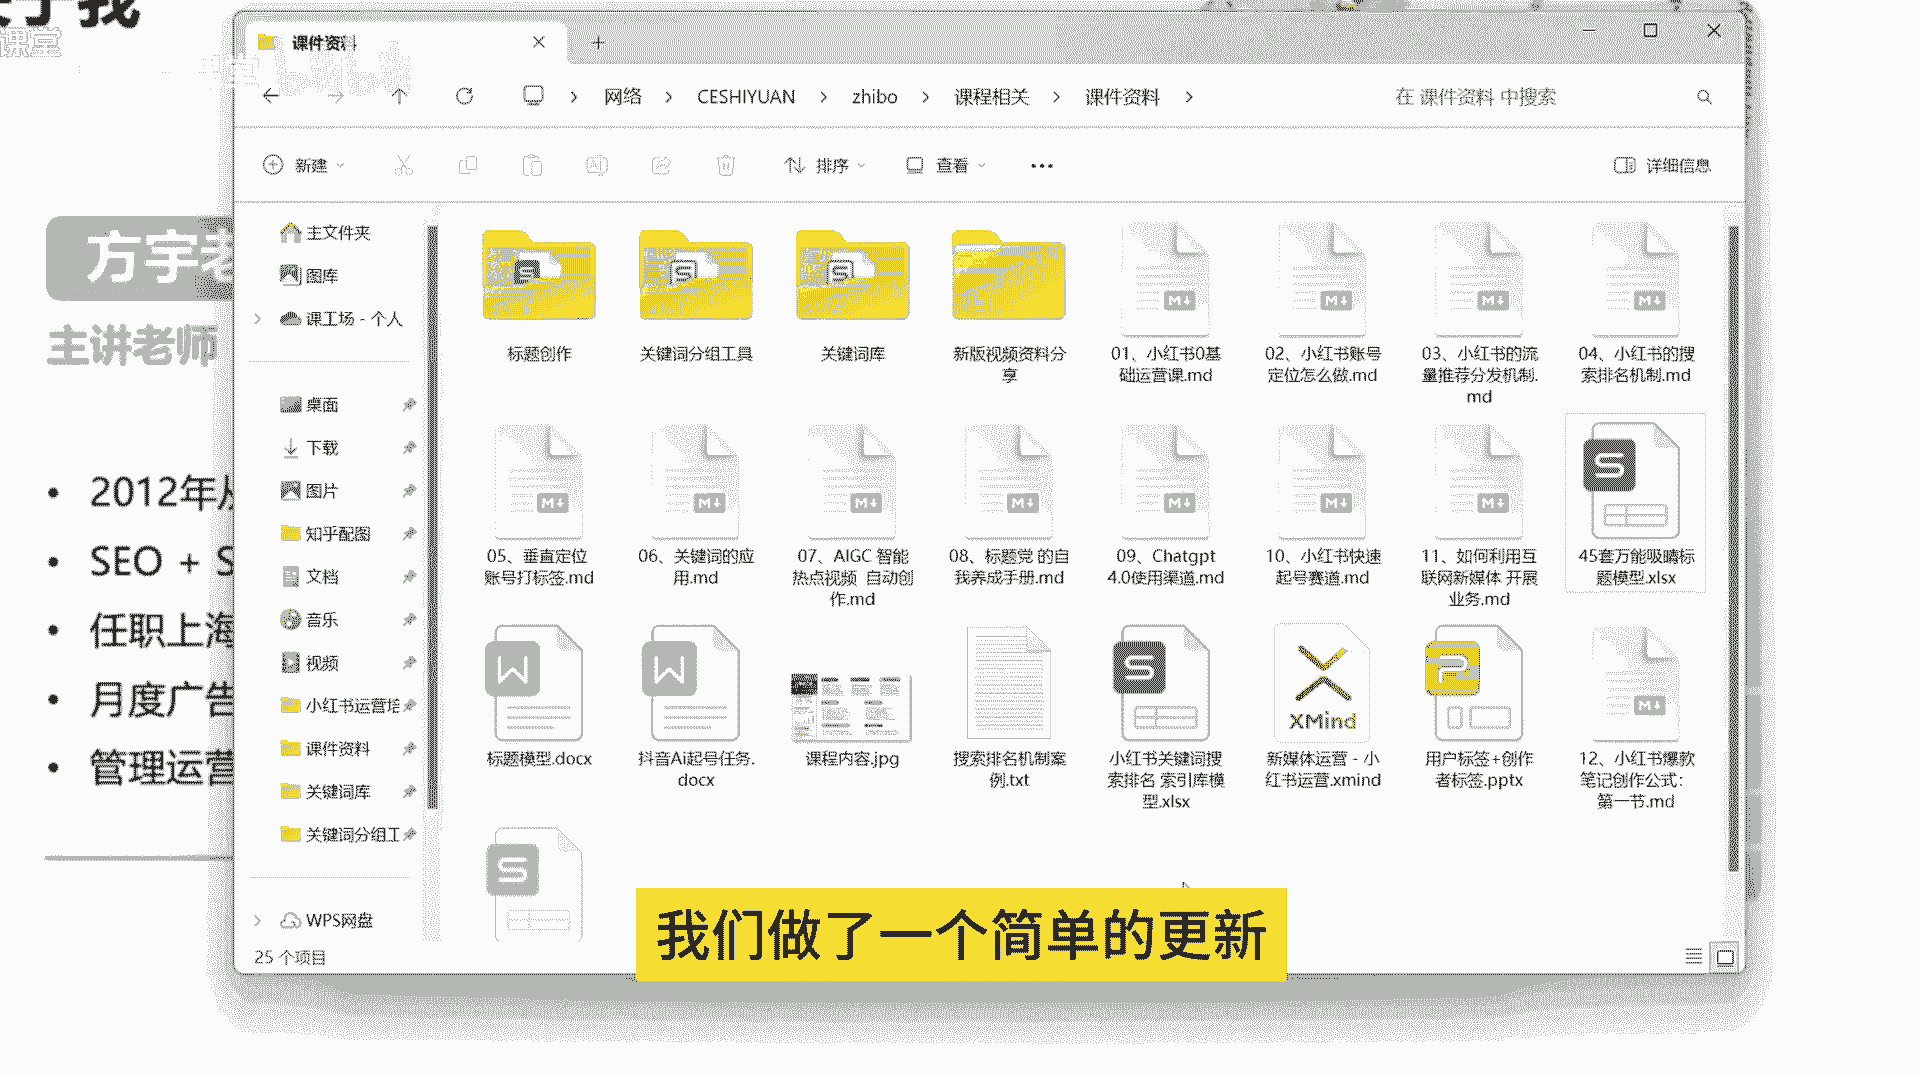 于我
课堂
课件资料
网络 > CESHIYUAN > zhibo > 课程相关 > 课件资料 >
在 课件资料 中搜索
新建
排序
查看
详细信息
方宇老
主讲老师
2012年从
SEO + S
任职上海
月度广告
管理运营
主文件夹
图库
课工场 - 个人
桌面
下载
图片
知乎配图
文档
音乐
视频
小红书运营培
课件资料
关键词库
关键词分组工
WPS网盘
25 个项目
标题创作
关键词分组工具
关键词库
新版视频资料分
享
01、小红书0基
础运营课.md
02、小红书账号
定位怎么做.md
03、小红书的流
量推荐分发机制.
md
04、小红书的搜
索排名机制.md
05、垂直定位
账号打标签.md
06、关键词的应
用.md
07、AIGC 智能
热点视频 自动创
作.md
08、标题党 的自
我养成手册.md
09、Chatgpt
4.0使用渠道.md
10、小红书快速
起号赛道.md
11、如何利用互
联网新媒体 开展
业务.md
45套万能吸睛标
题模型.xlsx
标题模型.docx
抖音Ai起号任务.
docx
课程内容.jpg
搜索排名机制案
例.txt
小红书关键词搜
索排名 索引库模
型.xlsx
XMind
新媒体运营 - 小
红书运营.xmind
用户标签+创作
者标签.pptx
12、小红书爆款
笔记创作公式：
第一节.md
我们做了一个简单的更新